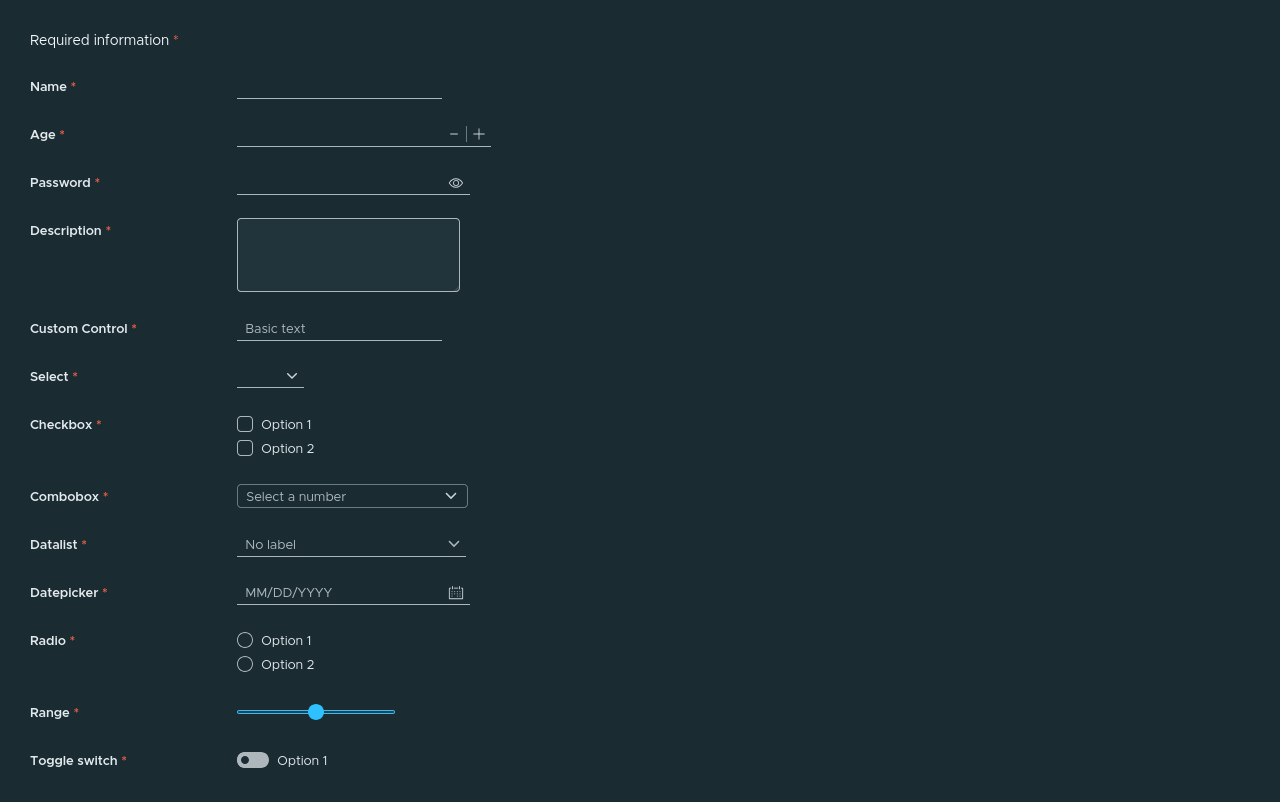 Required information *
Name *
Age *
Password *
Description *
Custom Control * Basic text
Select *
Checkbox * Option 1
Option 2
Combobox * Select a number
Datalist * No label
Datepicker * MM/DD/YYYY
Radio * Option 1
Option 2
Range *
Toggle switch * Option 1